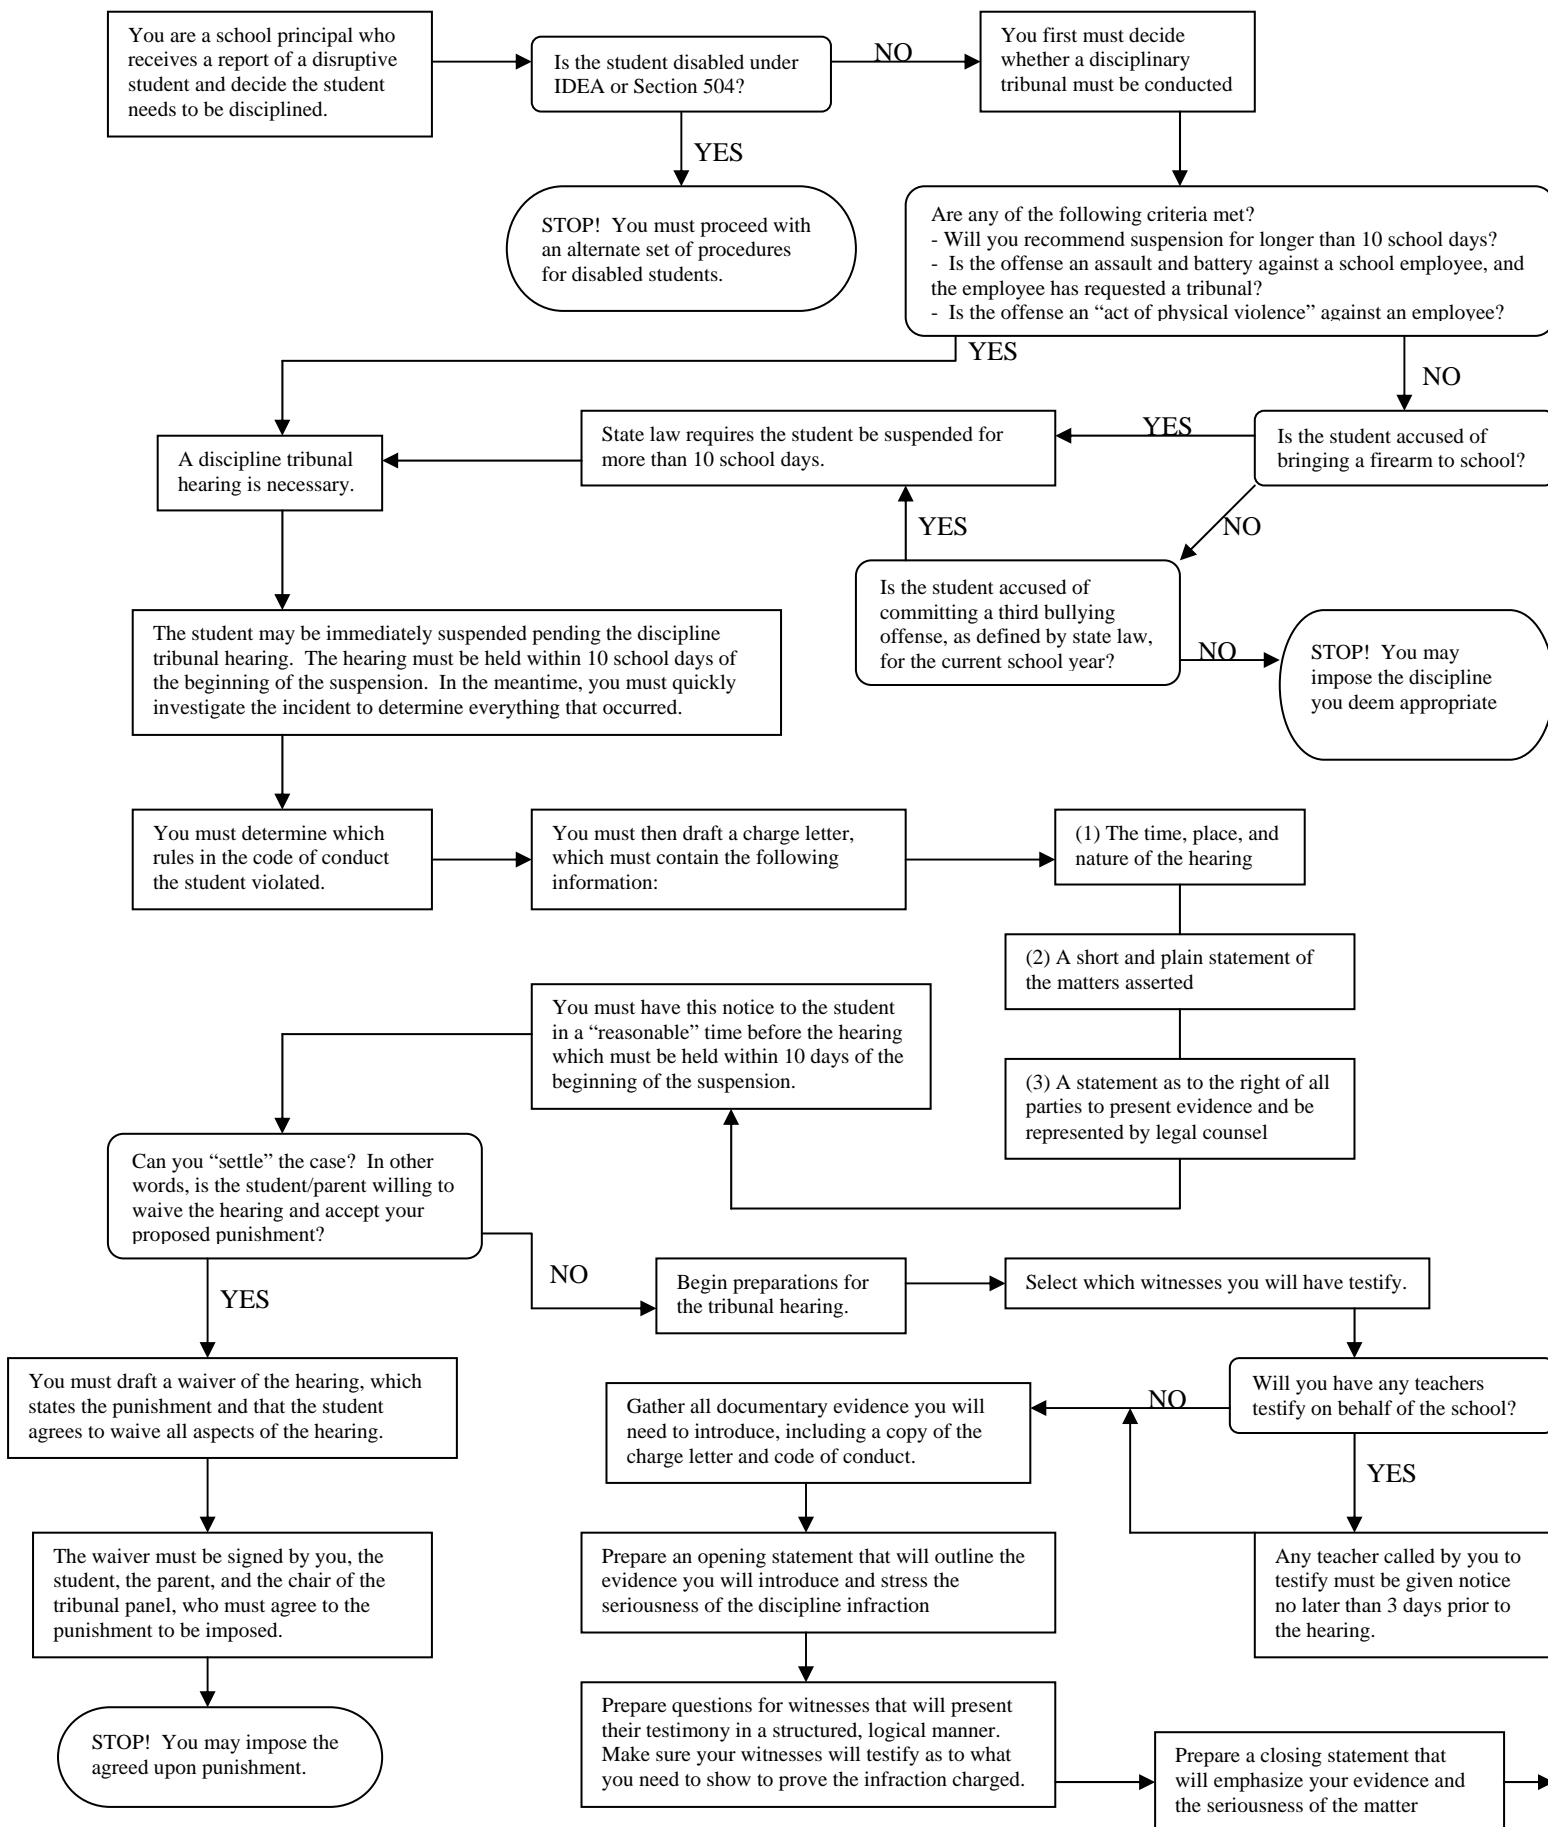 You are a school principal who
receives a report of a disruptive
student and decide the student
needs to be disciplined.
Is the student disabled under
IDEA or Section 504?
NO
You first must decide
whether a disciplinary
tribunal must be conducted
YES
STOP!  You must proceed with
an alternate set of procedures
for disabled students.
Are any of the following criteria met?
- Will you recommend suspension for longer than 10 school days?
-  Is the offense an assault and battery against a school employee, and
the employee has requested a tribunal?
-  Is the offense an “act of physical violence” against an employee?
YES
NO
Is the student accused of
bringing a firearm to school?
YES
State law requires the student be suspended for
more than 10 school days.
A discipline tribunal
hearing is necessary.
NO
YES
Is the student accused of
committing a third bullying
offense, as defined by state law,
for the current school year?
NO
STOP!  You may
impose the discipline
you deem appropriate
The student may be immediately suspended pending the discipline
tribunal hearing.  The hearing must be held within 10 school days of
the beginning of the suspension.  In the meantime, you must quickly
investigate the incident to determine everything that occurred.
You must determine which
rules in the code of conduct
the student violated.
You must then draft a charge letter,
which must contain the following
information:
(1) The time, place, and
nature of the hearing
(2) A short and plain statement of
the matters asserted
(3) A statement as to the right of all
parties to present evidence and be
represented by legal counsel
You must have this notice to the student
in a “reasonable” time before the hearing
which must be held within 10 days of the
beginning of the suspension.
Can you “settle” the case?  In other
words, is the student/parent willing to
waive the hearing and accept your
proposed punishment?
YES
NO
Begin preparations for
the tribunal hearing.
Select which witnesses you will have testify.
You must draft a waiver of the hearing, which
states the punishment and that the student
agrees to waive all aspects of the hearing.
Will you have any teachers
testify on behalf of the school?
NO
YES
Gather all documentary evidence you will
need to introduce, including a copy of the
charge letter and code of conduct.
Any teacher called by you to
testify must be given notice
no later than 3 days prior to
the hearing.
The waiver must be signed by you, the
student, the parent, and the chair of the
tribunal panel, who must agree to the
punishment to be imposed.
Prepare an opening statement that will outline the
evidence you will introduce and stress the
seriousness of the discipline infraction
STOP!  You may impose the
agreed upon punishment.
Prepare questions for witnesses that will present
their testimony in a structured, logical manner.
Make sure your witnesses will testify as to what
you need to show to prove the infraction charged.
Prepare a closing statement that
will emphasize your evidence and
the seriousness of the matter